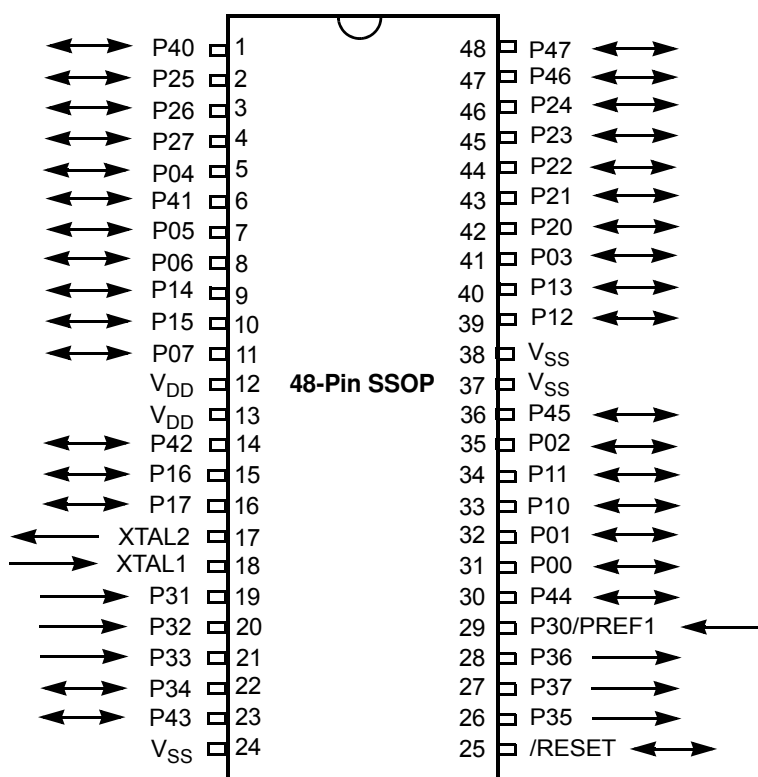 P40 1 48 P47
P25 2 47 P46
P26 3 46 P24
P27 4 45 P23
P04 5 44 P22
P41 6 43 P21
P05 7 42 P20
P06 8 41 P03
P14 9 40 P13
P15 10 39 P12
P07 11 38 VSS
VDD 12 48-Pin SSOP 37 VSS
VDD 13 36 P45
P42 14 35 P02
P16 15 34 P11
P17 16 33 P10
XTAL2 17 32 P01
XTAL1 18 31 P00
P31 19 30 P44
P32 20 29 P30/PREF1
P33 21 28 P36
P34 22 27 P37
P43 23 26 P35
VSS 24 25 /RESET